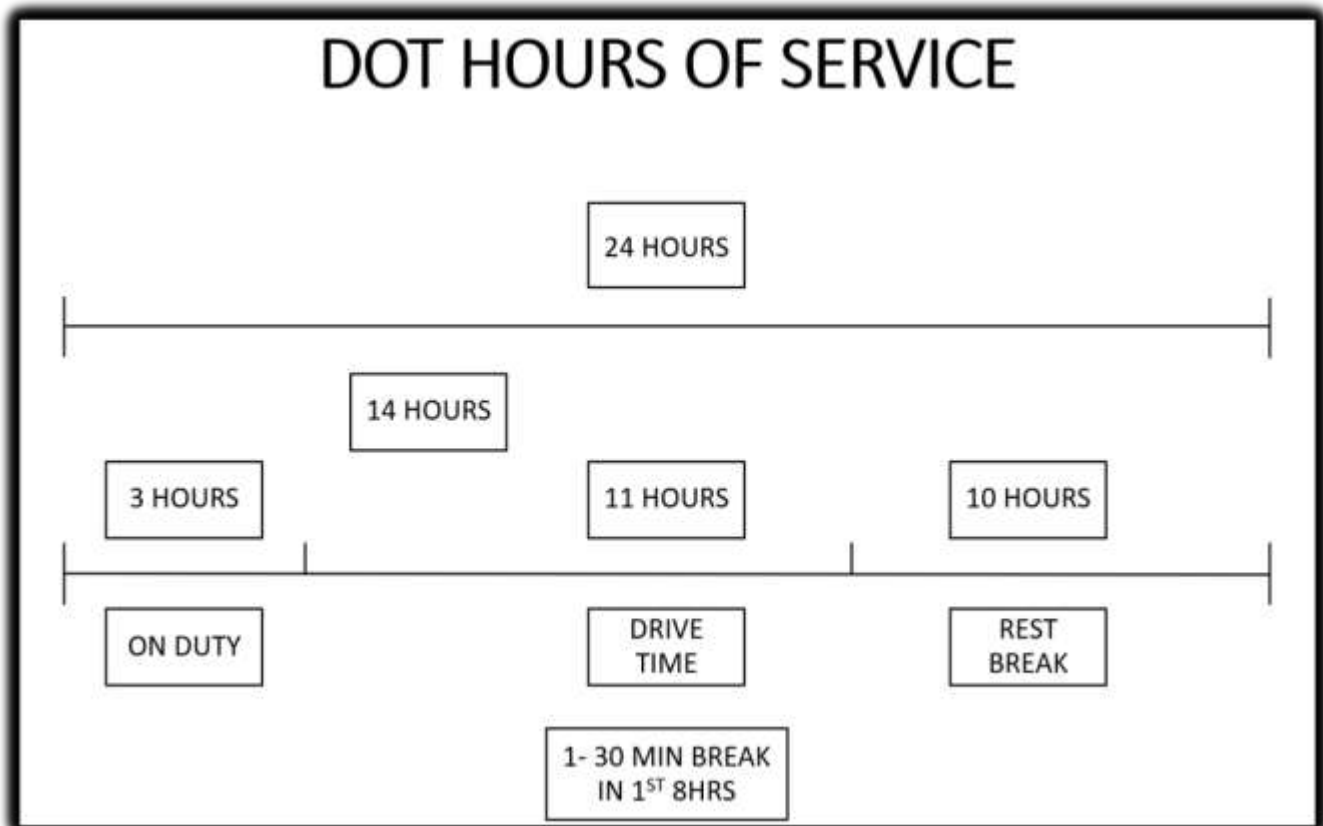 DOT HOURS OF SERVICE
24 HOURS
14 HOURS
3 HOURS
11 HOURS
10 HOURS
ON DUTY
DRIVE
TIME
REST
BREAK
1- 30 MIN BREAK
IN 1ST 8HRS